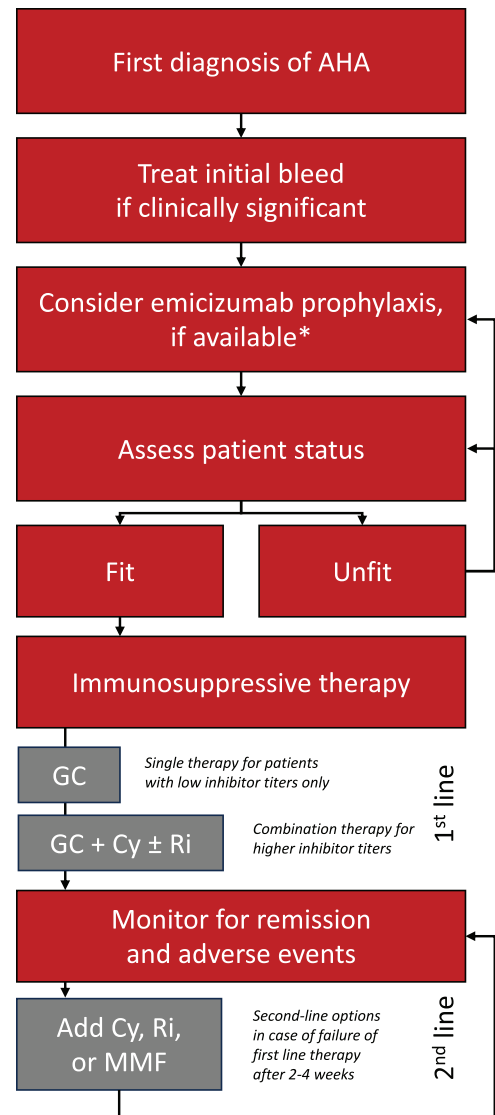 First diagnosis of AHA
Treat initial bleed
if clinically significant
Consider emicizumab prophylaxis,
if available*
Assess patient status
Fit
Unfit
Immunosuppressive therapy
GC
Single therapy for patients
with low inhibitor titers only
GC + Cy ± Ri
Combination therapy for
higher inhibitor titers
1st line
Monitor for remission
and adverse events
Add Cy, Ri,
or MMF
Second-line options
in case of failure of
first line therapy
after 2-4 weeks
2nd line